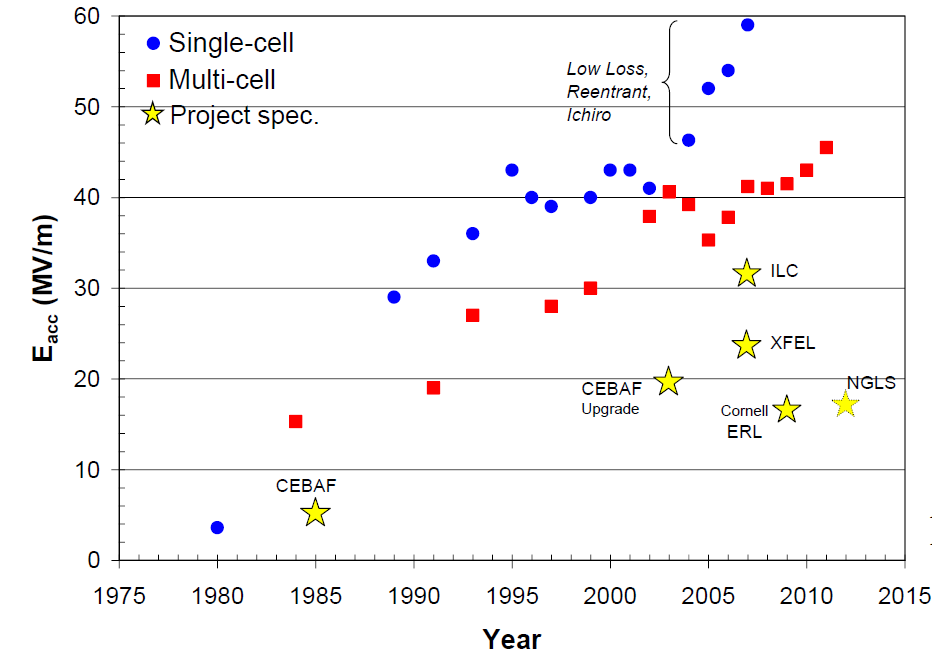 60
50
40
30
20
10
0
E_acc (MV/m)
Single-cell
Multi-cell
Project spec.
Low Loss,
Reentrant,
Ichiro
ILC
XFEL
NGLS
CEBAF
Upgrade
Cornell
ERL
CEBAF
1975 1980 1985 1990 1995 2000 2005 2010 2015
Year